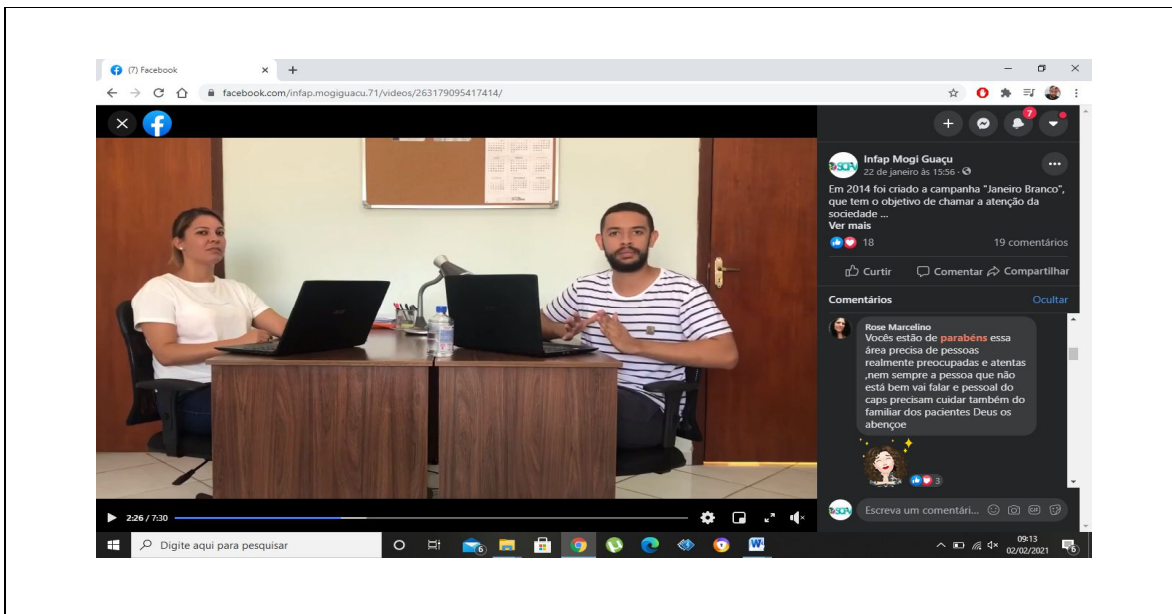 (7) Facebook
facebook.com/infap.mogiguacu.71/videos/263179095417414/
7
Infap Mogi Guaçu
22 de janeiro às 15:56
Em 2014 foi criado a campanha "Janeiro Branco",
que tem o objetivo de chamar a atenção da
sociedade ...
Ver mais
18
19 comentários
Curtir
Comentar
Compartilhar
Comentários
Ocultar
Rose Marcelino
Vocês estão de parabéns essa
área precisa de pessoas
realmente preocupadas e atentas
,nem sempre a pessoa que não
está bem vai falar e pessoal do
caps precisam cuidar também do
familiar dos pacientes Deus os
abençoe
3
2:26 / 7:30
Escreva um comentári...
GIF
Digite aqui para pesquisar
6
09:13
02/02/2021
6